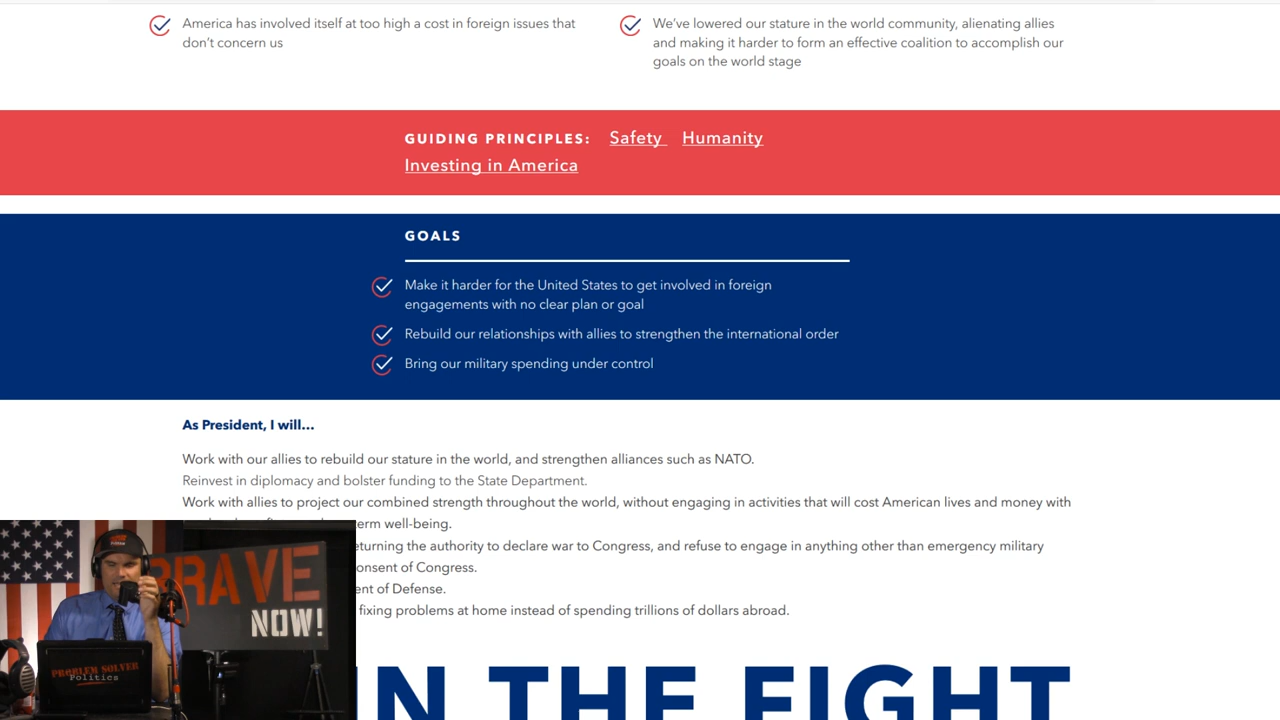 America has involved itself at too high a cost in foreign issues that
don't concern us
We've lowered our stature in the world community, alienating allies
and making it harder to form an effective coalition to accomplish our
goals on the world stage
GUIDING PRINCIPLES: Safety Humanity
Investing in America
GOALS
Make it harder for the United States to get involved in foreign
engagements with no clear plan or goal
Rebuild our relationships with allies to strengthen the international order
Bring our military spending under control
As President, I will...
Work with our allies to rebuild our stature in the world, and strengthen alliances such as NATO.
Reinvest in diplomacy and bolster funding to the State Department.
Work with allies to project our combined strength throughout the world, without engaging in activities that will cost American lives and money with
well-being.
the authority to declare war to Congress, and refuse to engage in anything other than emergency military
of Congress.
of Defense.
fixing problems at home instead of spending trillions of dollars abroad.
BRAVE
NOW!
PROBLEM SOLVER
Politics
THE FIGHT